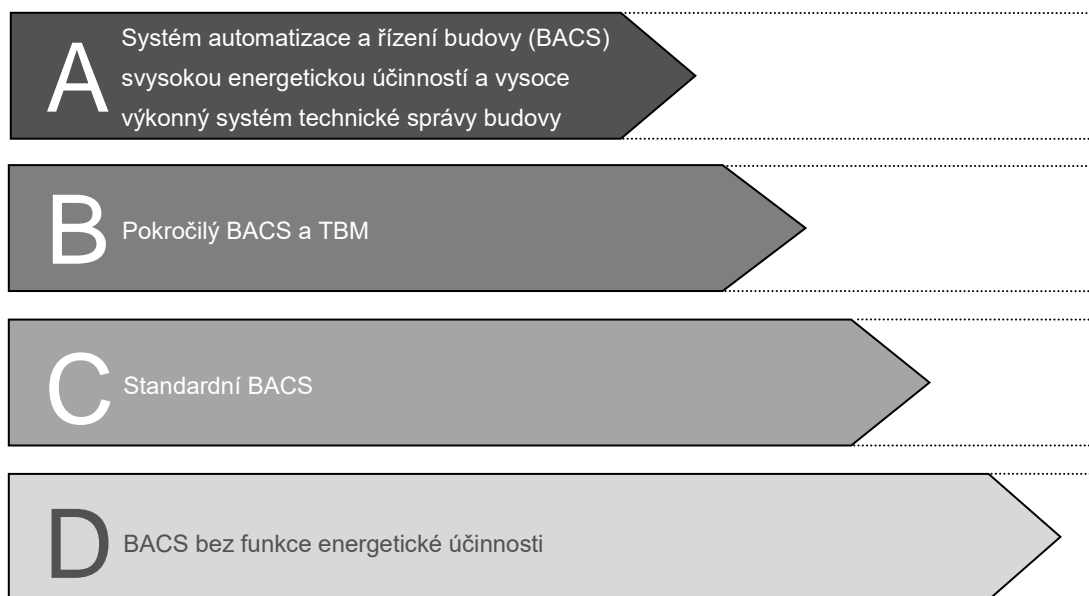 A
Systém automatizace a řízení budovy (BACS)
svysokou energetickou účinností a vysoce
výkonný systém technické správy budovy
B
Pokročilý BACS a TBM
C
Standardní BACS
D
BACS bez funkce energetické účinnosti